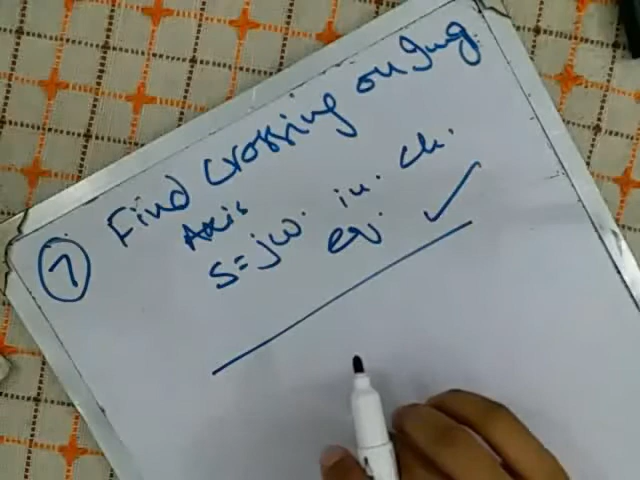 7 Find crossing on Img
Axis
S=jω. in. ch.
eq.